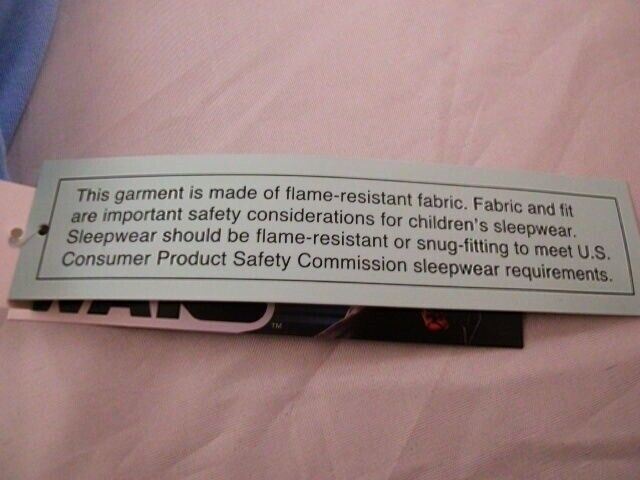 This garment is made of flame-resistant fabric. Fabric and fit
are important safety considerations for children's sleepwear.
Sleepwear should be flame-resistant or snug-fitting to meet U.S.
Consumer Product Safety Commission sleepwear requirements.
TM